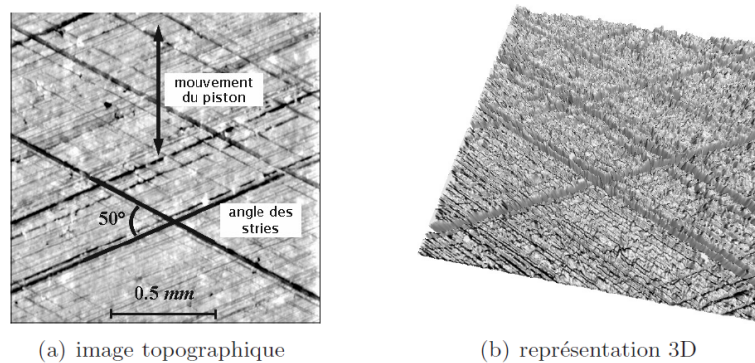 mouvement
du piston
50°
angle des
stries
0.5 mm
(a) image topographique
(b) représentation 3D